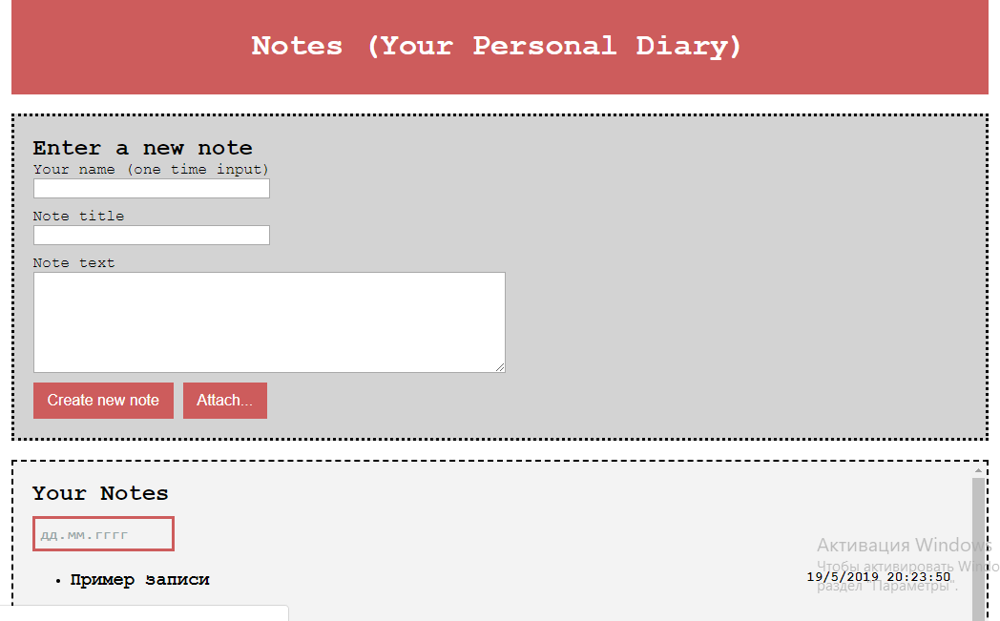 Notes (Your Personal Diary)
Enter a new note
Your name (one time input)
Note title
Note text
Create new note
Attach...
Your Notes
дд.мм.гггг
Пример записи
19/5/2019 20:23:50
Активация Windows
Чтобы активировать Windo
раздел "Параметры".